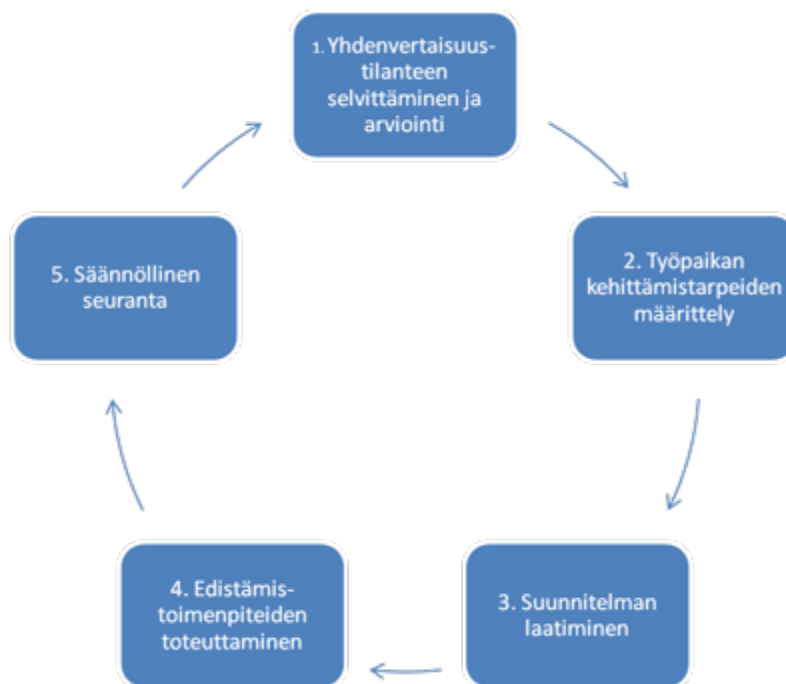 1. Yhdenvertaisuus-
tilanteen
selvittäminen ja
arviointi
2. Työpaikan
kehittämistarpeiden
määrittely
3. Suunnitelman
laatiminen
4. Edistämis-
toimenpiteiden
toteuttaminen
5. Säännöllinen
seuranta